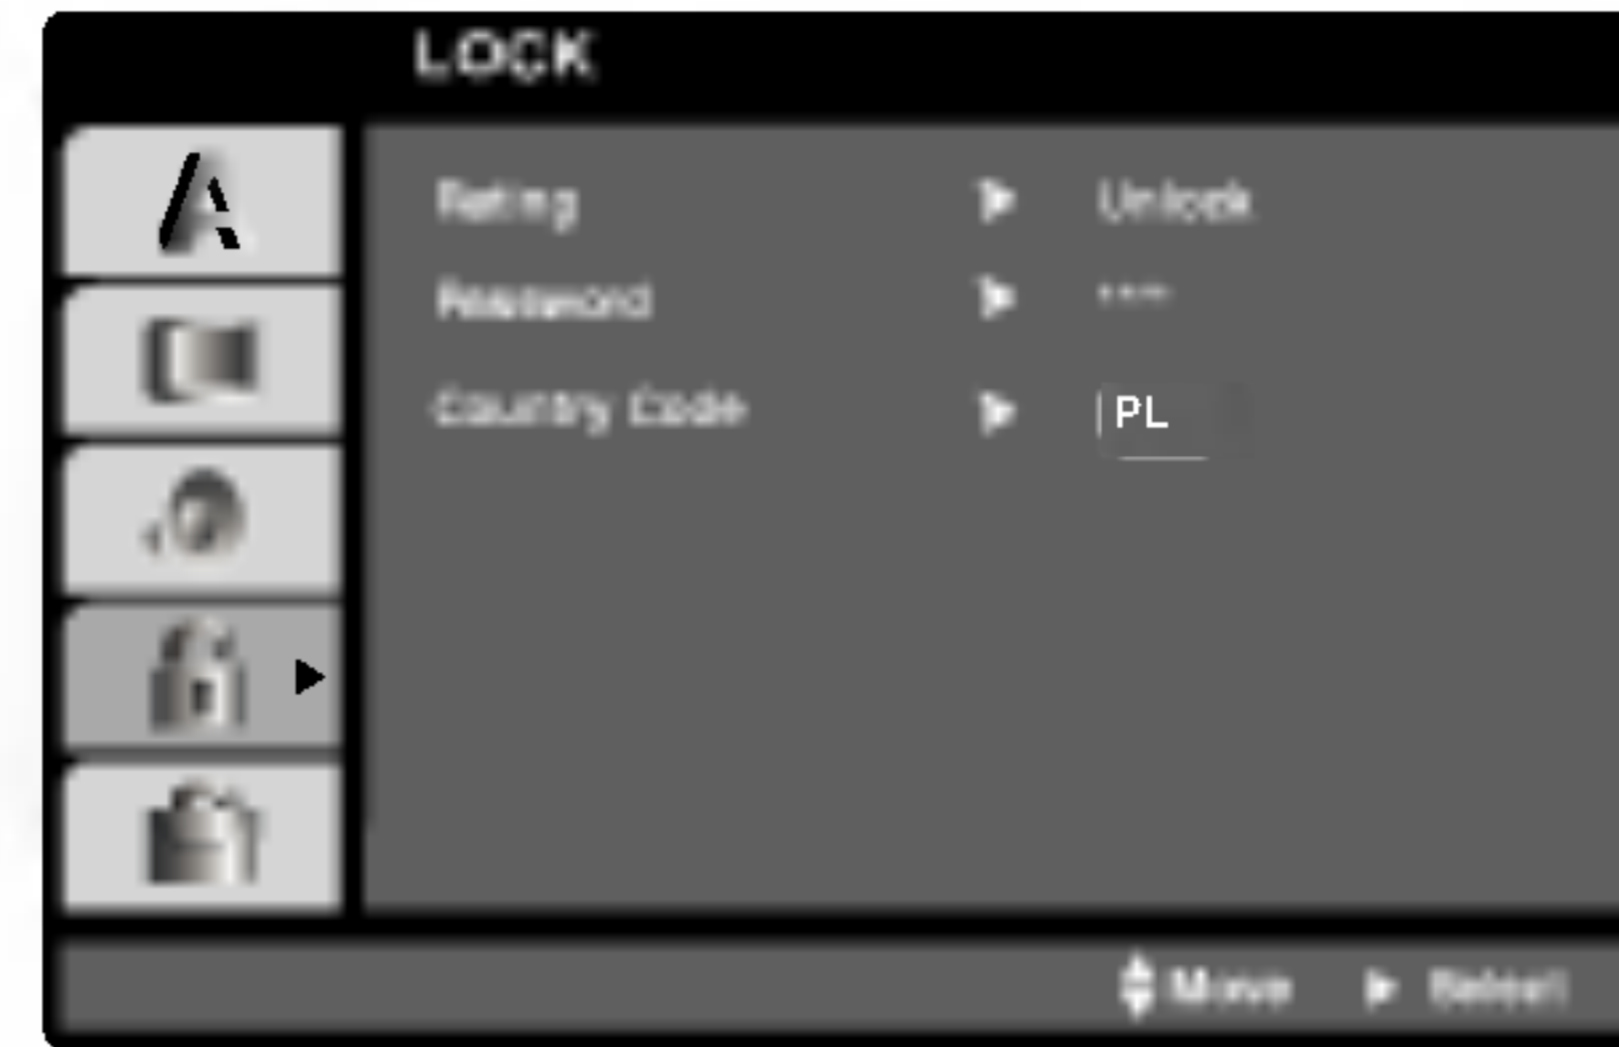 LOCK
Rating Unlock
Password ****
Country Code PL
Move Select